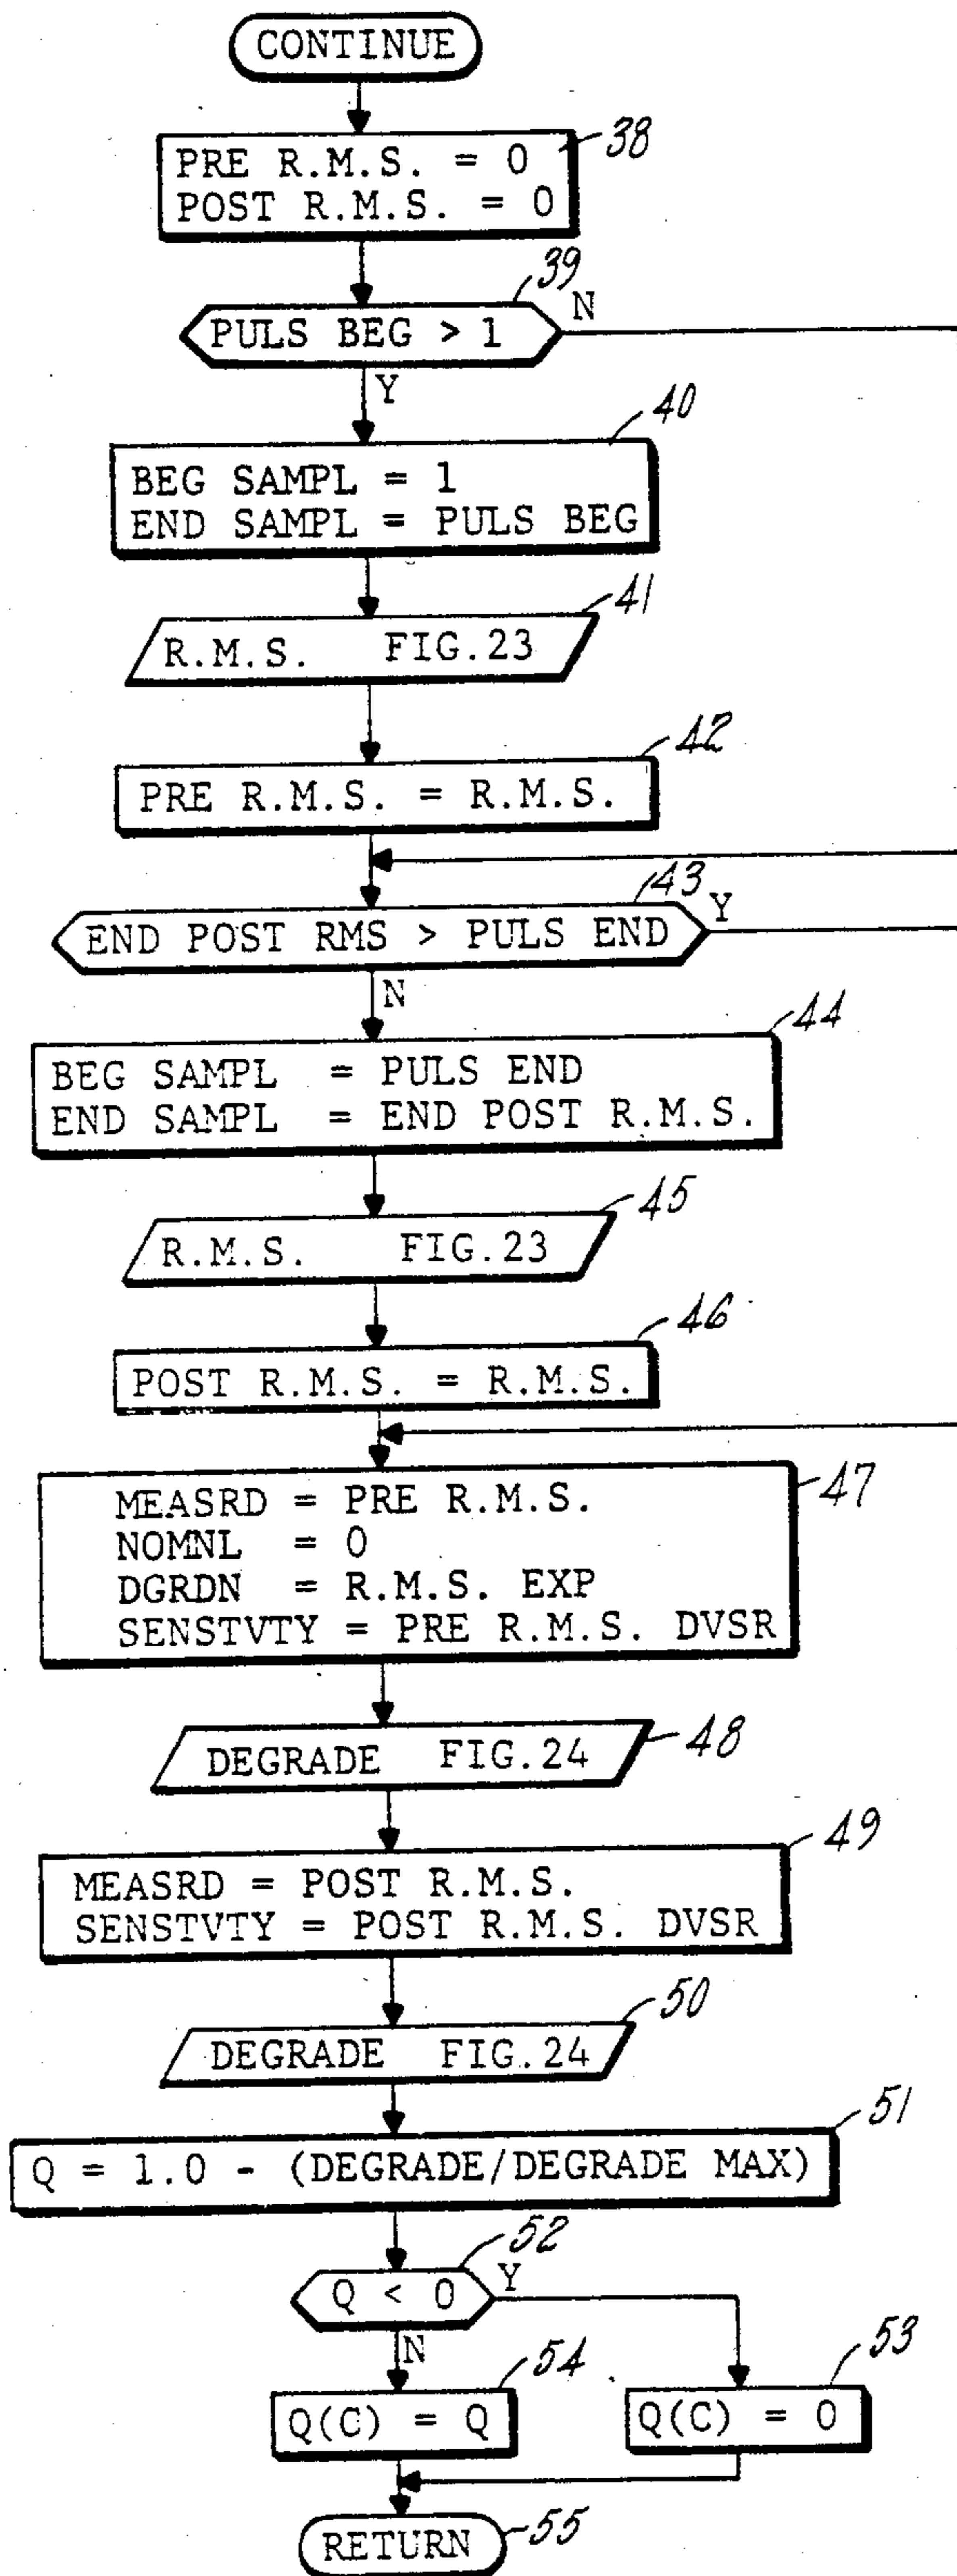 CONTINUE
38
PRE R.M.S. = 0
POST R.M.S. = 0
39
PULS BEG > 1
N
Y
40
BEG SAMPL = 1
END SAMPL = PULS BEG
41
R.M.S. FIG.23
42
PRE R.M.S. = R.M.S.
43
END POST RMS > PULS END
Y
N
44
BEG SAMPL = PULS END
END SAMPL = END POST R.M.S.
45
R.M.S. FIG.23
46
POST R.M.S. = R.M.S.
47
MEASRD = PRE R.M.S.
NOMNL = 0
DGRDN = R.M.S. EXP
SENSTVTY = PRE R.M.S. DVSR
48
DEGRADE FIG.24
49
MEASRD = POST R.M.S.
SENSTVTY = POST R.M.S. DVSR
50
DEGRADE FIG.24
51
Q = 1.0 - (DEGRADE/DEGRADE MAX)
52
Q < 0
Y
N
54
Q(C) = Q
53
Q(C) = 0
RETURN
55